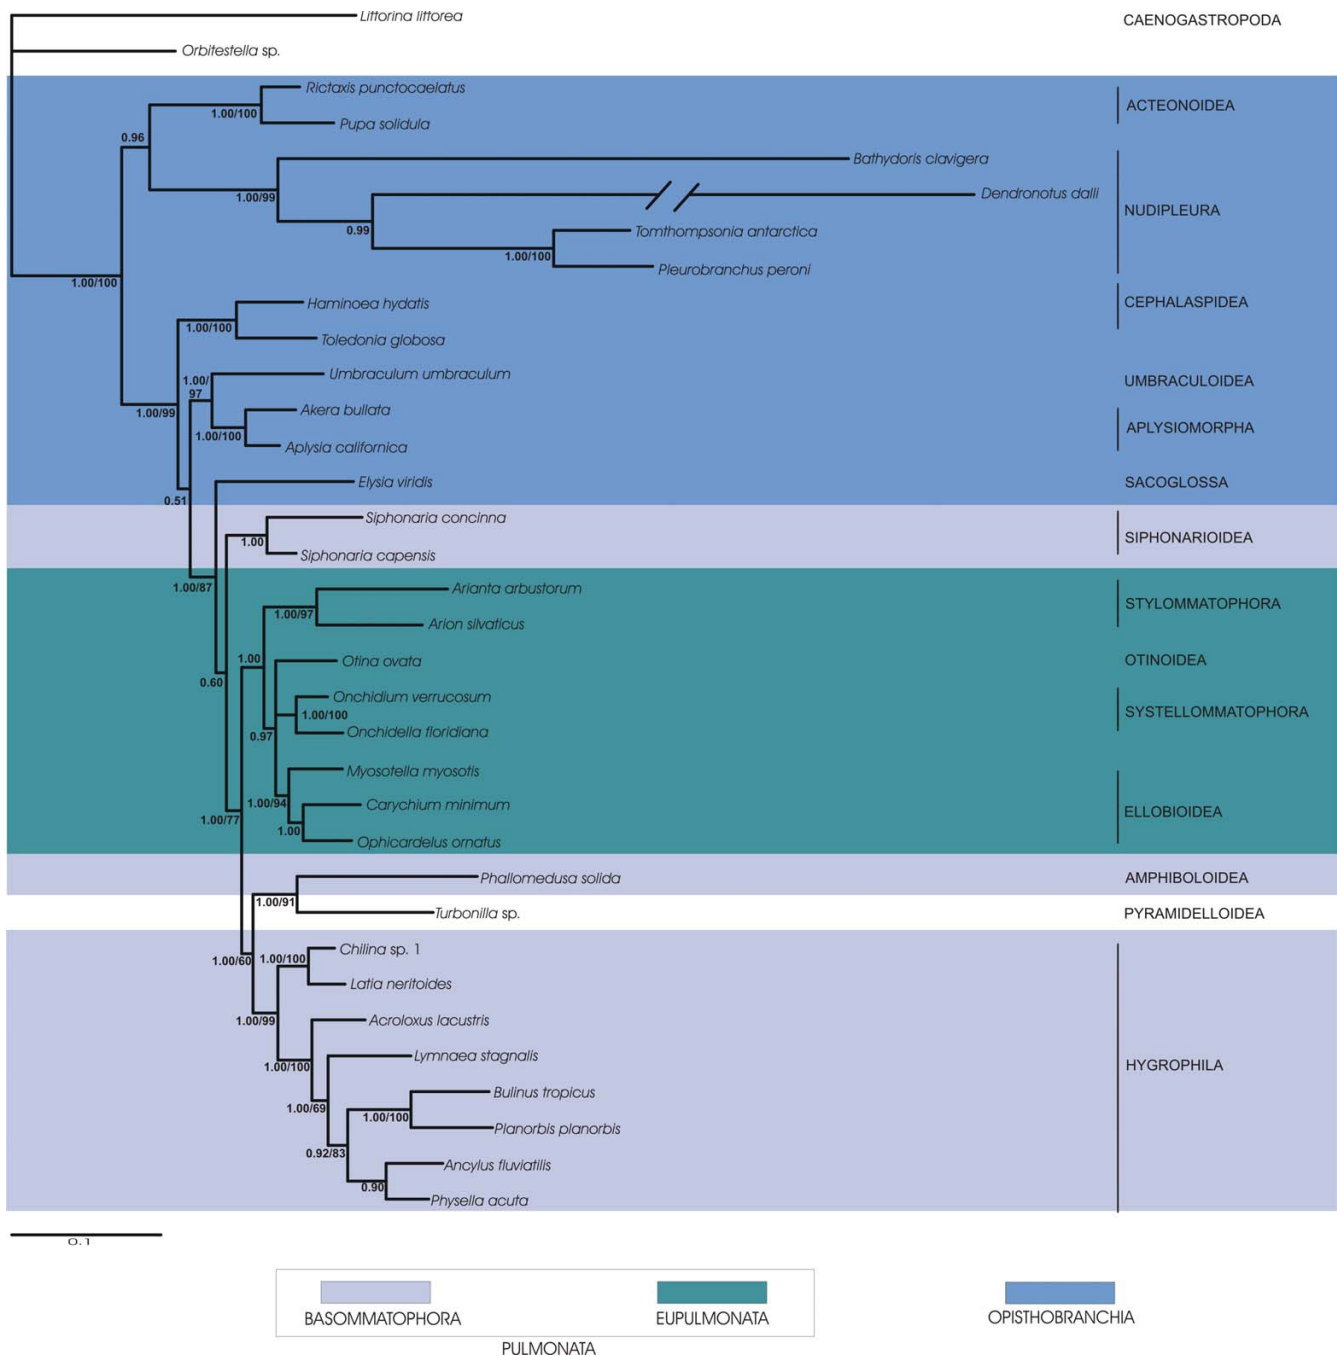 Littorina littorea
CAENOGASTROPODA
Orbitestella sp.
Rictaxis punctocaelatus
1.00/100
ACTEONOIDEA
Pupa solidula
0.96
Bathydoris clavigera
1.00/99
Dendronotus dalli
NUDIPLEURA
0.99
Tomthompsonia antarctica
1.00/100
Pleurobranchus peroni
1.00/100
Haminoea hydatis
CEPHALASPIDEA
1.00/100
Toledonia globosa
1.00/99
1.00/
97
Umbraculum umbraculum
UMBRACULOIDEA
Akera bullata
1.00/100
APLYSIOMORPHA
Aplysia californica
0.51
Elysia viridis
SACOGLOSSA
Siphonaria concinna
1.00
SIPHONARIOIDEA
Siphonaria capensis
1.00/87
Arianta arbustorum
1.00/97
STYLOMMATOPHORA
Arion silvaticus
1.00
Otina ovata
OTINOIDEA
0.60
Onchidium verrucosum
1.00/100
SYSTELLOMMATOPHORA
Onchidella floridiana
0.97
Myosotella myosotis
1.00/94
Carychium minimum
ELLOBIOIDEA
1.00
Ophicardelus ornatus
1.00/77
Phallomedusa solida
AMPHIBOLOIDEA
1.00/91
Turbonilla sp.
PYRAMIDELLOIDEA
1.00/60
Chilina sp. 1
1.00/100
Latia neritoides
1.00/99
Acroloxus lacustris
1.00/100
Lymnaea stagnalis
HYGROPHILA
1.00/69
Bulinus tropicus
1.00/100
Planorbis planorbis
0.92/83
Ancylus fluviatilis
0.90
Physella acuta
0.1
BASOMMATOPHORA
EUPULMONATA
OPISTHOBRANCHIA
PULMONATA